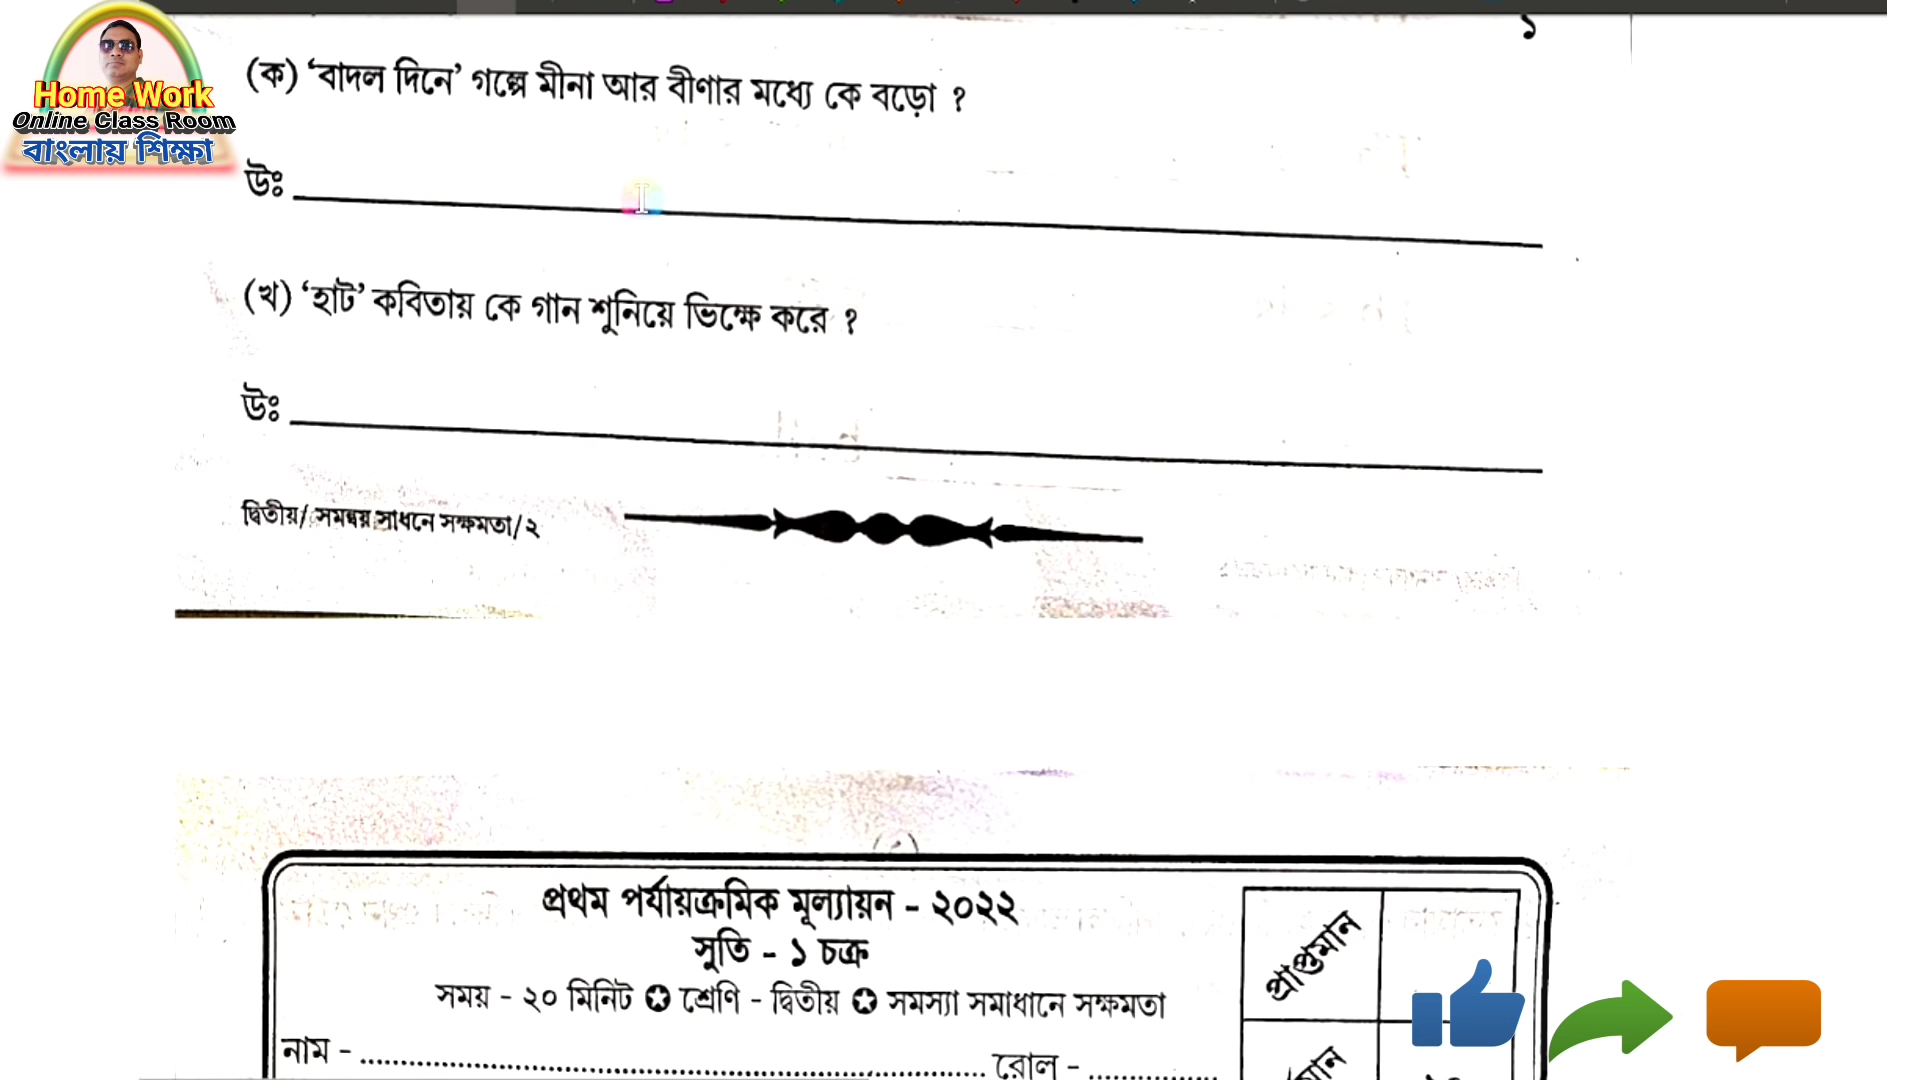 ১
Home Work
Online Class Room
বাংলায় শিক্ষা
(ক) ‘বাদল দিনে’ গল্পে মীনা আর বীণার মধ্যে কে বড়ো ?
উঃ
(খ) ‘হাট’ কবিতায় কে গান শুনিয়ে ভিক্ষে করে ?
উঃ
দ্বিতীয়/ সমন্বয় সাধনে সক্ষমতা/২
প্রথম পর্যায়ক্রমিক মূল্যায়ন - ২০২২
সুতি - ১ চক্র
সময় - ২০ মিনিট ✪ শ্রেণি - দ্বিতীয় ✪ সমস্যা সমাধানে সক্ষমতা
প্রাপ্তমান
নাম - ........................ রোল - ............